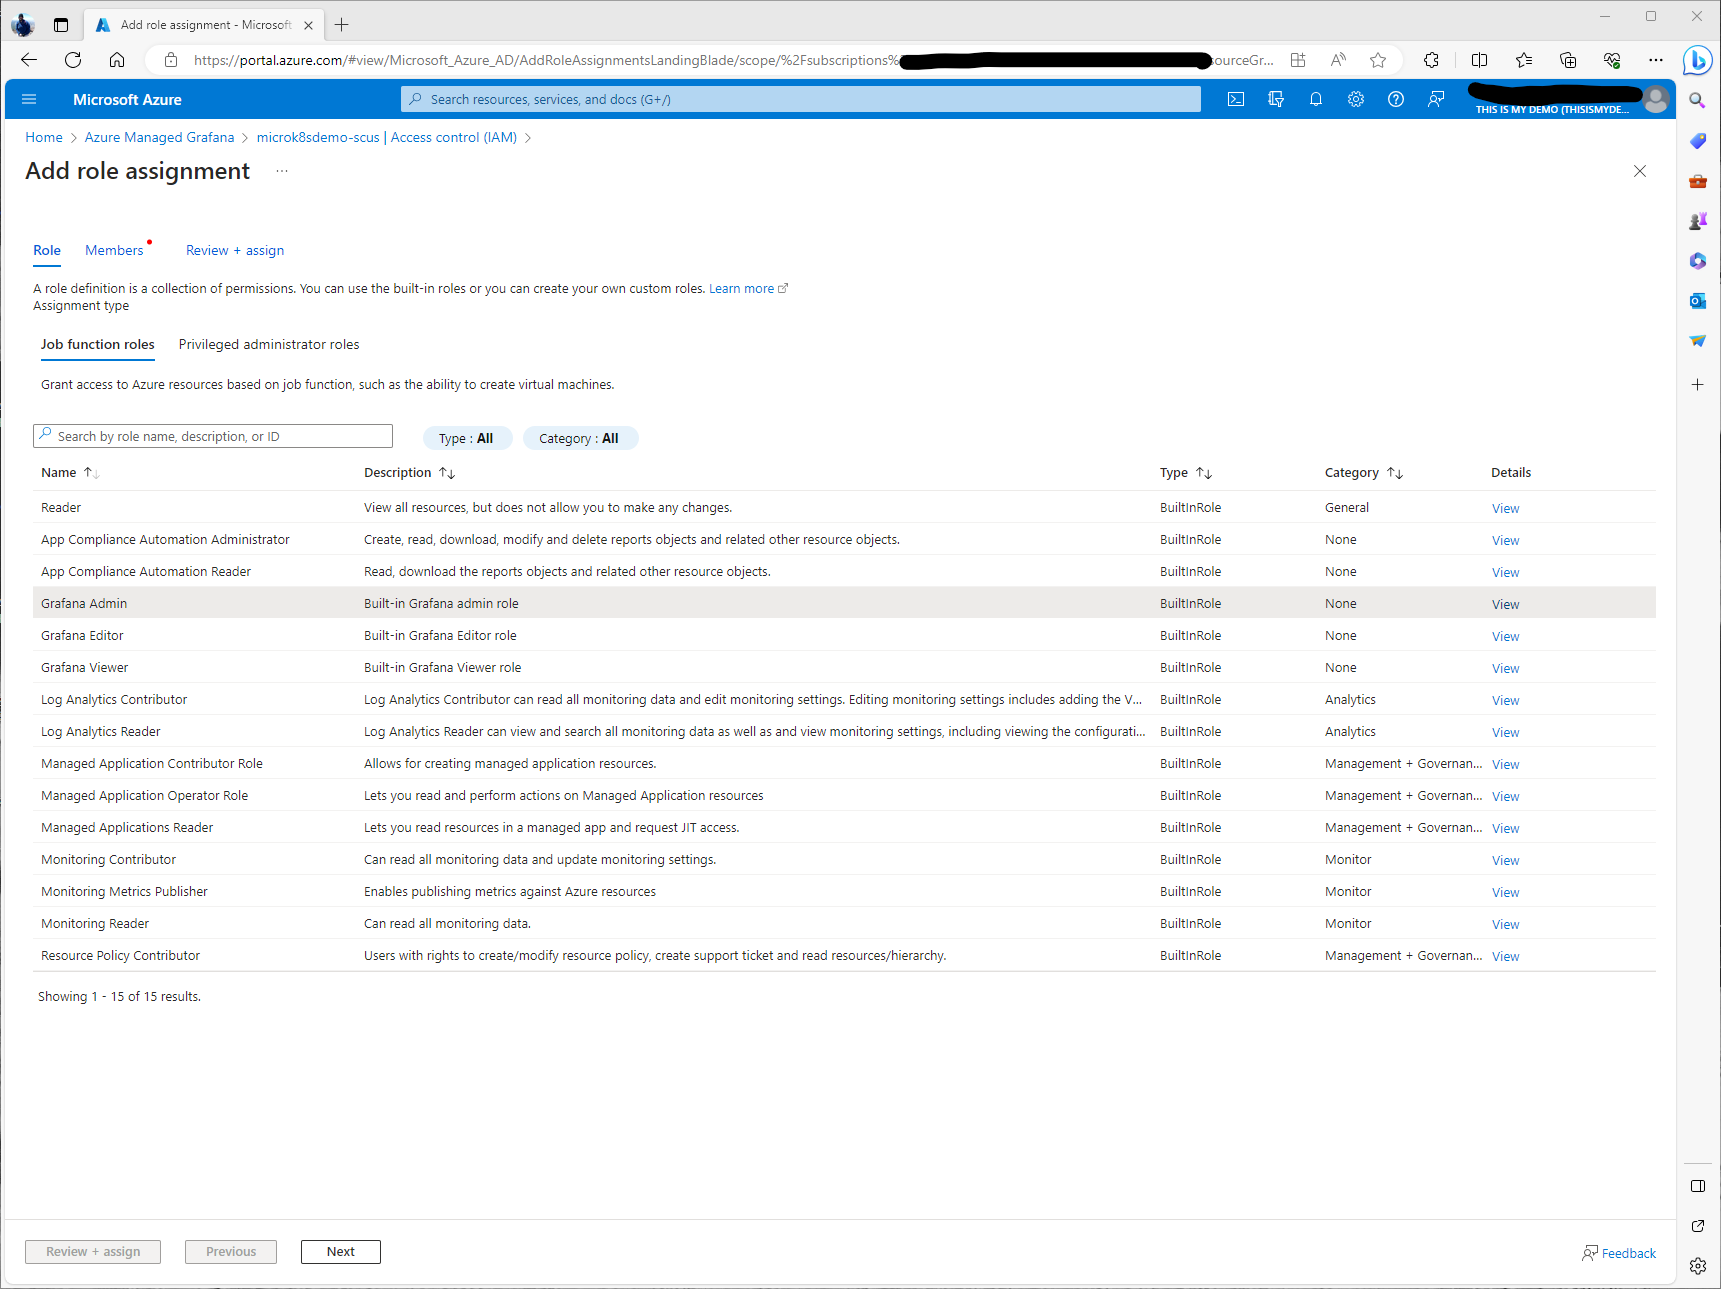 Add role assignment - Microsoft
https://portal.azure.com/#view/Microsoft_Azure_AD/AddRoleAssignmentsLandingBlade/scope/%2Fsubscriptions% sourceGr...
Microsoft Azure
Search resources, services, and docs (G+/)
THIS IS MY DEMO (THISISMYDE...
Home > Azure Managed Grafana > microk8sdemo-scus | Access control (IAM) >
Add role assignment ...
Role Members Review + assign
A role definition is a collection of permissions. You can use the built-in roles or you can create your own custom roles. Learn more
Assignment type
Job function roles Privileged administrator roles
Grant access to Azure resources based on job function, such as the ability to create virtual machines.
Search by role name, description, or ID Type : All Category : All
Name Description Type Category Details
Reader View all resources, but does not allow you to make any changes. BuiltInRole General View
App Compliance Automation Administrator Create, read, download, modify and delete reports objects and related other resource objects. BuiltInRole None View
App Compliance Automation Reader Read, download the reports objects and related other resource objects. BuiltInRole None View
Grafana Admin Built-in Grafana admin role BuiltInRole None View
Grafana Editor Built-in Grafana Editor role BuiltInRole None View
Grafana Viewer Built-in Grafana Viewer role BuiltInRole None View
Log Analytics Contributor Log Analytics Contributor can read all monitoring data and edit monitoring settings. Editing monitoring settings includes adding the V... BuiltInRole Analytics View
Log Analytics Reader Log Analytics Reader can view and search all monitoring data as well as and view monitoring settings, including viewing the configurati... BuiltInRole Analytics View
Managed Application Contributor Role Allows for creating managed application resources. BuiltInRole Management + Governan... View
Managed Application Operator Role Lets you read and perform actions on Managed Application resources BuiltInRole Management + Governan... View
Managed Applications Reader Lets you read resources in a managed app and request JIT access. BuiltInRole Management + Governan... View
Monitoring Contributor Can read all monitoring data and update monitoring settings. BuiltInRole Monitor View
Monitoring Metrics Publisher Enables publishing metrics against Azure resources BuiltInRole Monitor View
Monitoring Reader Can read all monitoring data. BuiltInRole Monitor View
Resource Policy Contributor Users with rights to create/modify resource policy, create support ticket and read resources/hierarchy. BuiltInRole Management + Governan... View
Showing 1 - 15 of 15 results.
Review + assign Previous Next Feedback